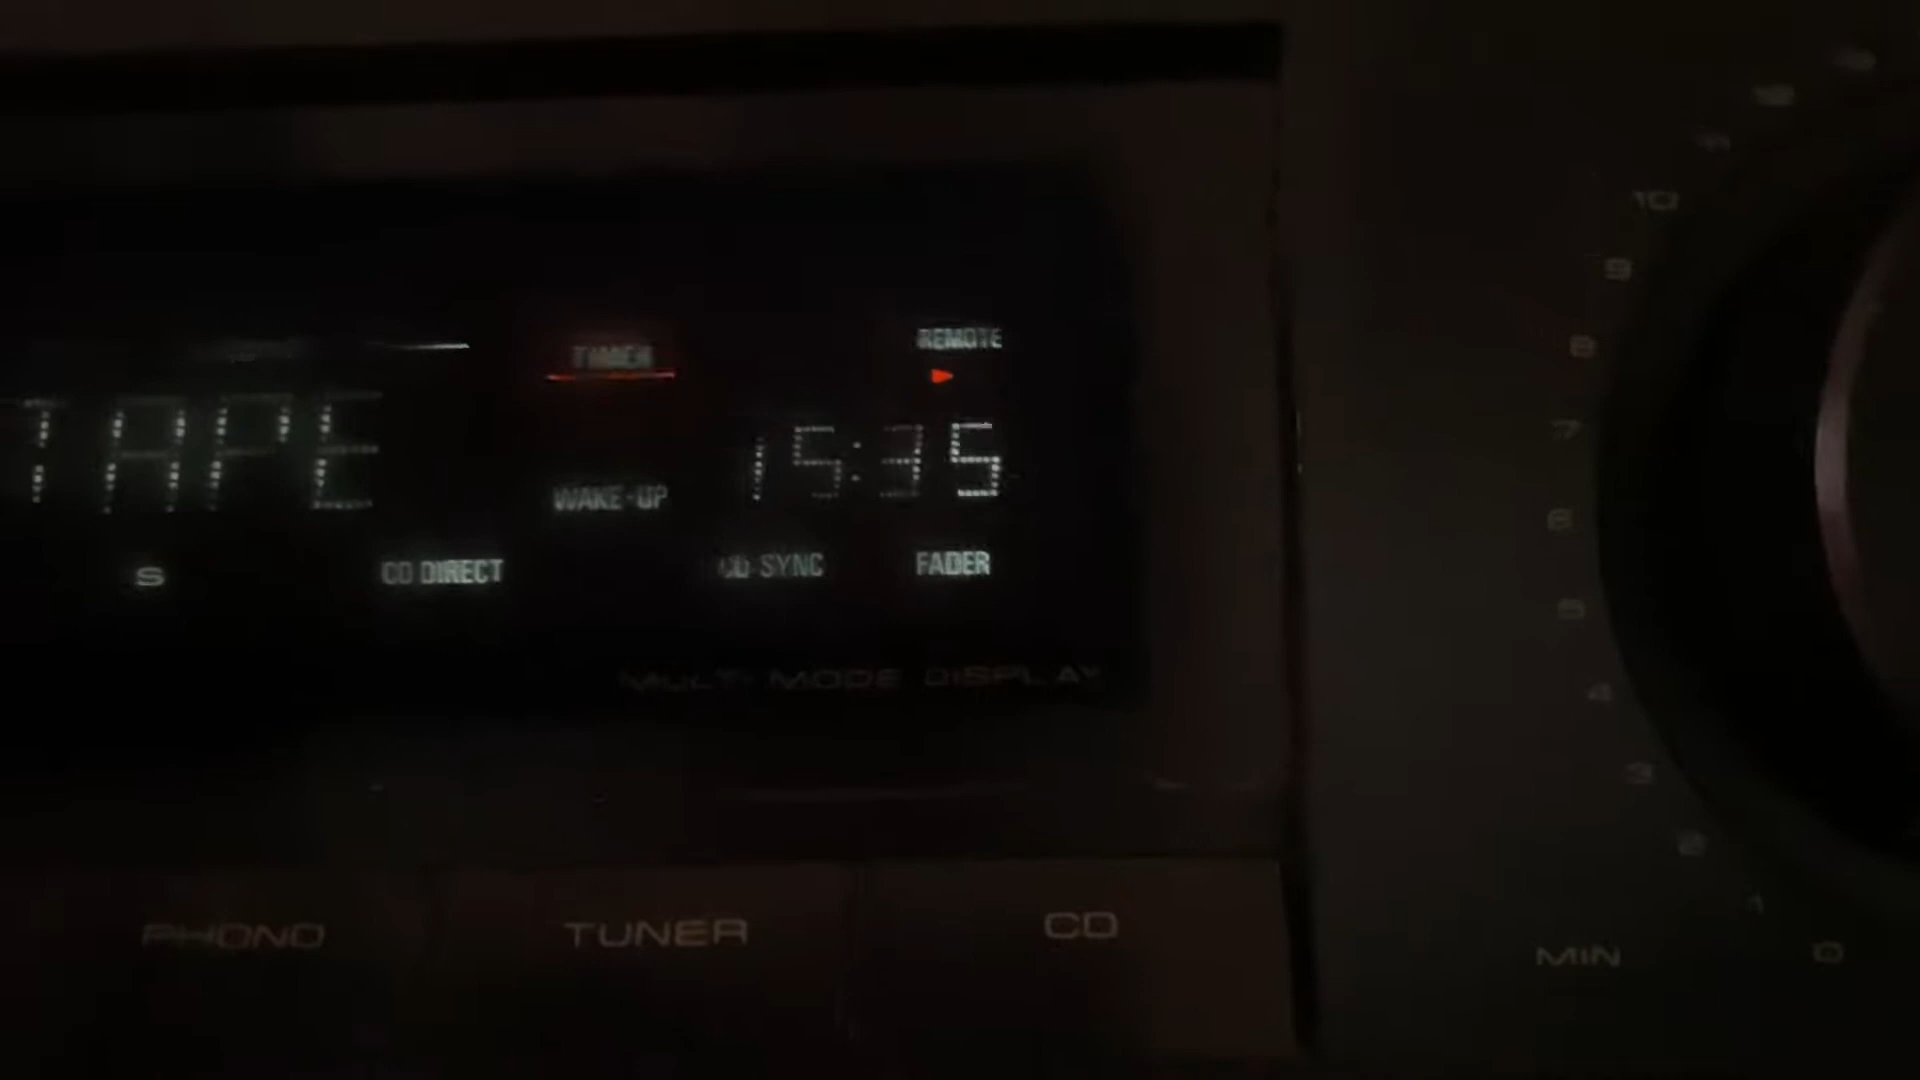 TIMER
REMOTE
TAPE
15:35
WAKE-UP
S
CD DIRECT
CD SYNC
FADER
MULTI MODE DISPLAY
PHONO
TUNER
CD
10
9
8
7
6
5
4
3
2
1
0
MIN